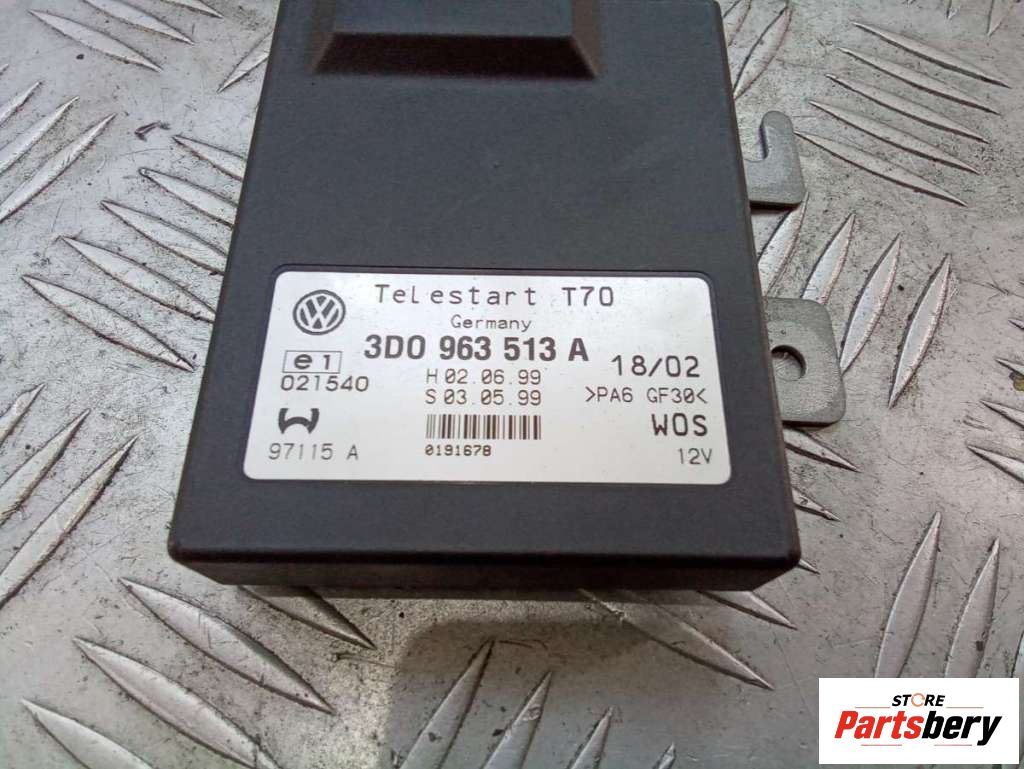 Telestart T70
Germany
3D0 963 513 A
e1
021540
H 02.06.99
S 03.05.99
18/02
>PA6 GF30<
WOS
97115 A
0191678
12V
STORE
Partsbery